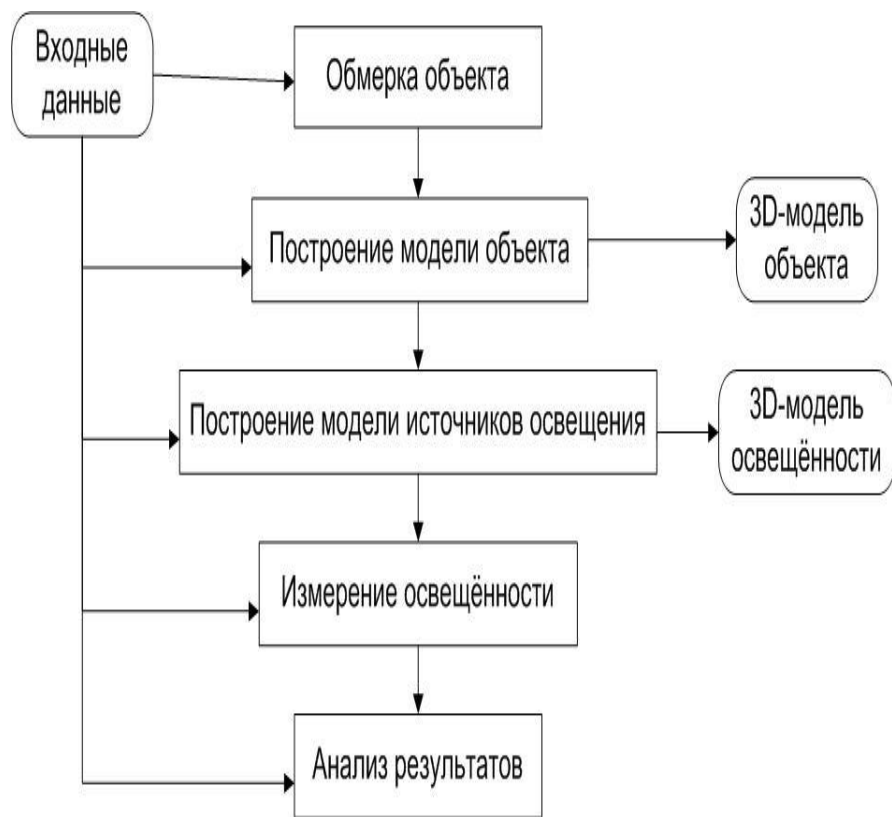 Входные
данные
Обмерка объекта
Построение модели объекта
3D-модель
объекта
Построение модели источников освещения
3D-модель
освещённости
Измерение освещённости
Анализ результатов